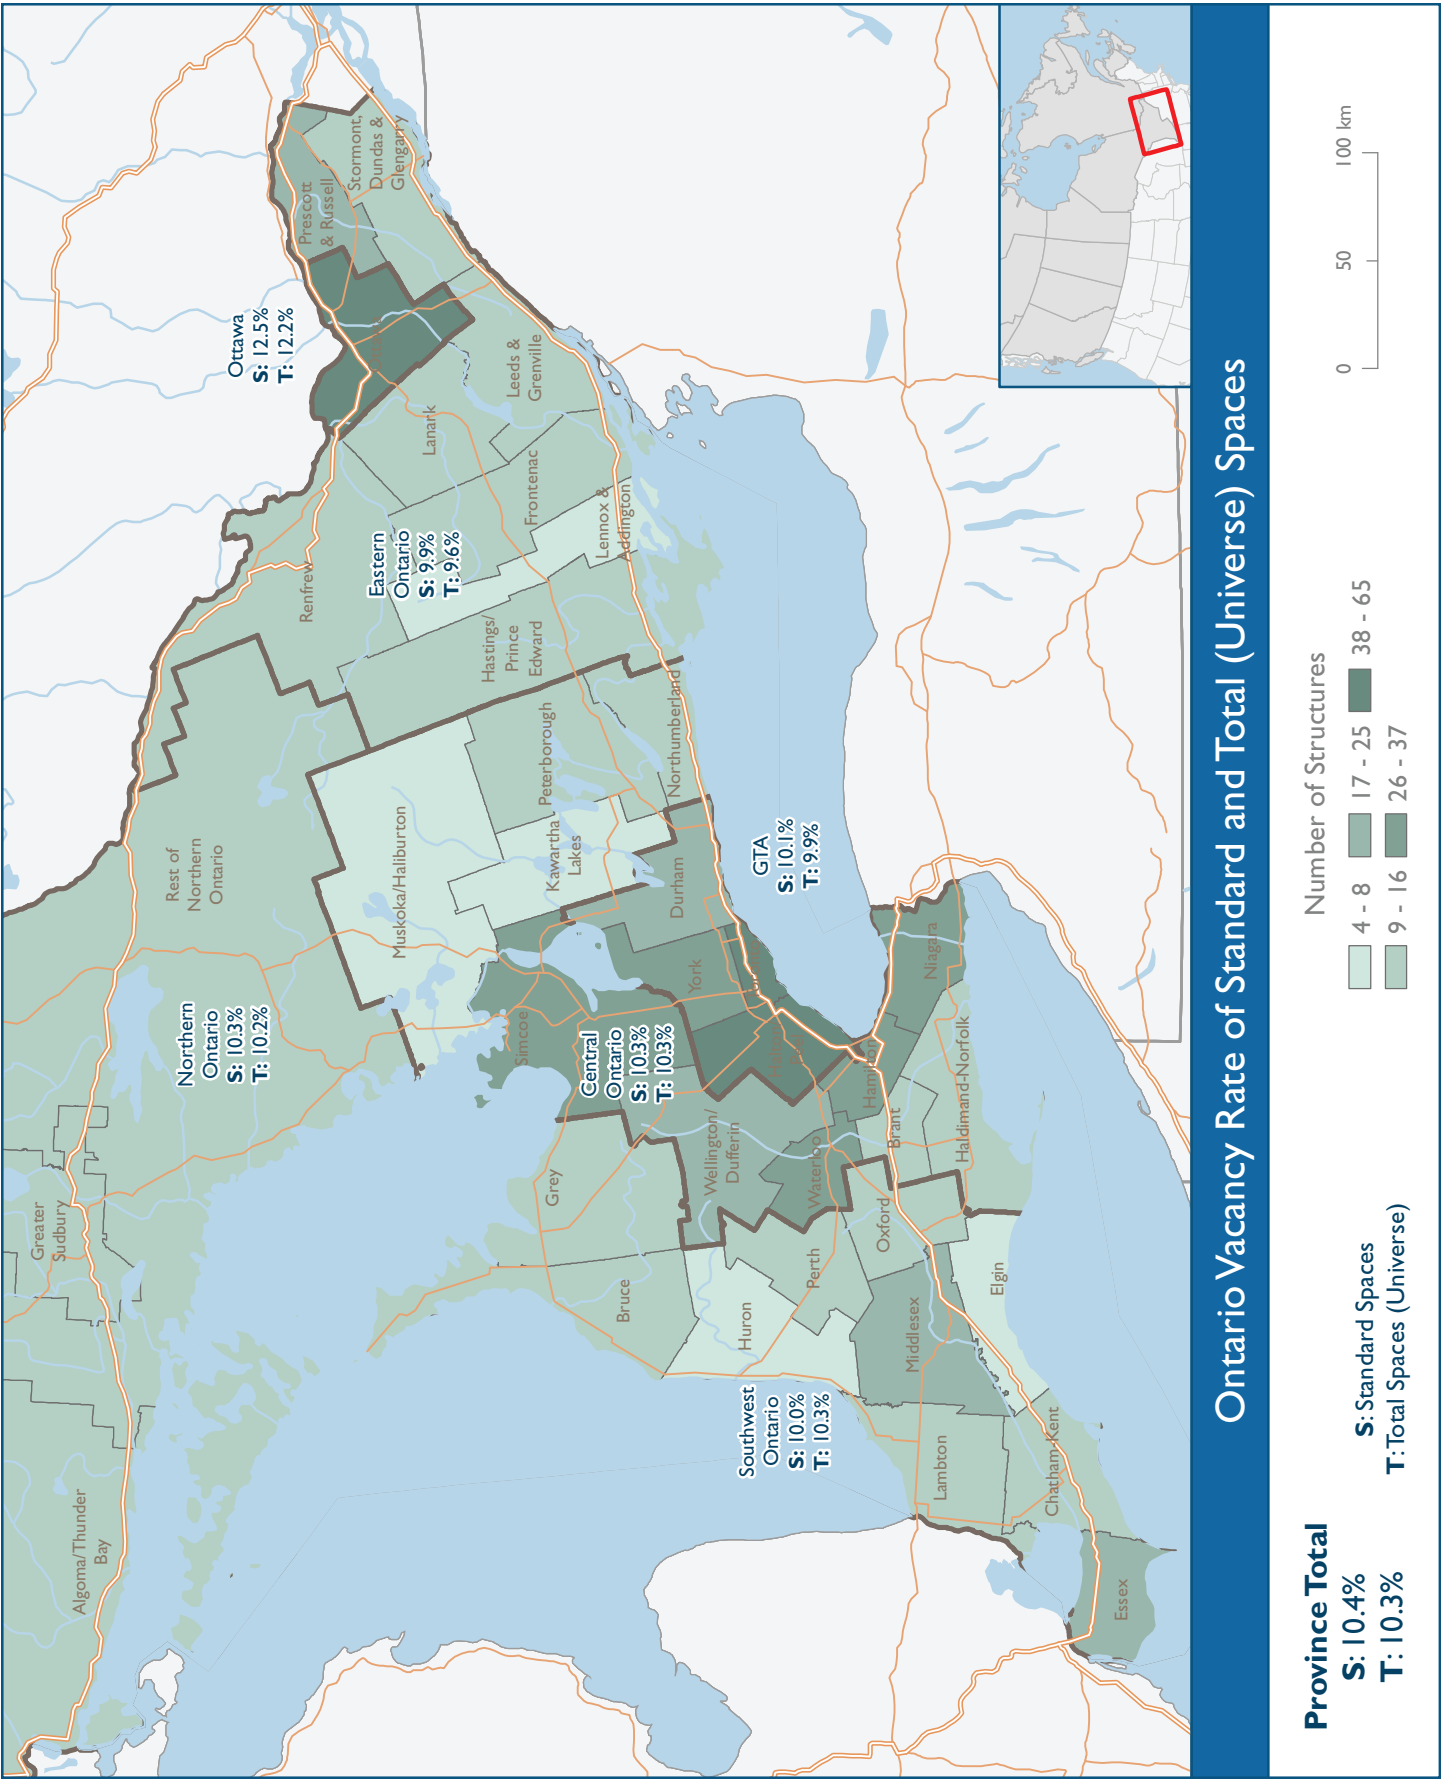 Ottawa
S: 12.5%
T: 12.2%
Prescott
& Russell
Stormont,
Dundas &
Glengarry
Leeds &
Grenville
Lanark
Frontenac
Lennox &
Addington
Renfrew
Eastern
Ontario
S: 9.9%
T: 9.6%
Hastings/
Prince
Edward
Northumberland
Peterborough
Kawartha
Lakes
Muskoka/Haliburton
Rest of
Northern
Ontario
Northern
Ontario
S: 10.3%
T: 10.2%
Greater
Sudbury
Algoma/Thunder
Bay
Durham
GTA
S: 10.1%
T: 9.9%
York
Simcoe
Central
Ontario
S: 10.3%
T: 10.3%
Niagara
Hamilton
Haldimand-Norfolk
Brant
Wellington/
Dufferin
Waterloo
Grey
Bruce
Huron
Perth
Oxford
Elgin
Middlesex
Southwest
Ontario
S: 10.0%
T: 10.3%
Lambton
Chatham-Kent
Essex
Ontario Vacancy Rate of Standard and Total (Universe) Spaces
Province Total
S: 10.4%
T: 10.3%
S: Standard Spaces
T: Total Spaces (Universe)
Number of Structures
4 - 8
17 - 25
38 - 65
9 - 16
26 - 37
0
50
100 km